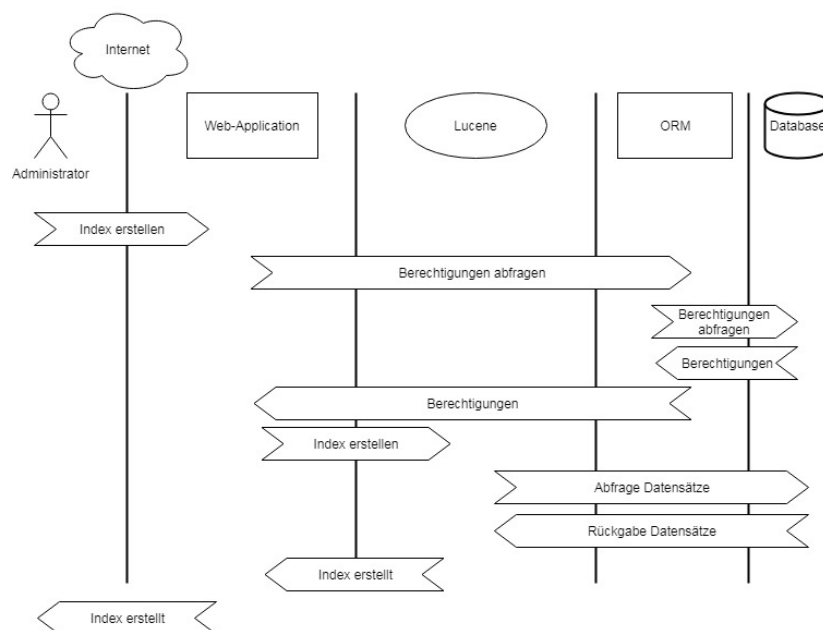 Internet
Web-Application
Lucene
ORM
Database
Administrator
Index erstellen
Berechtigungen abfragen
Berechtigungen
abfragen
Berechtigungen
Berechtigungen
Index erstellen
Abfrage Datensätze
Rückgabe Datensätze
Index erstellt
Index erstellt